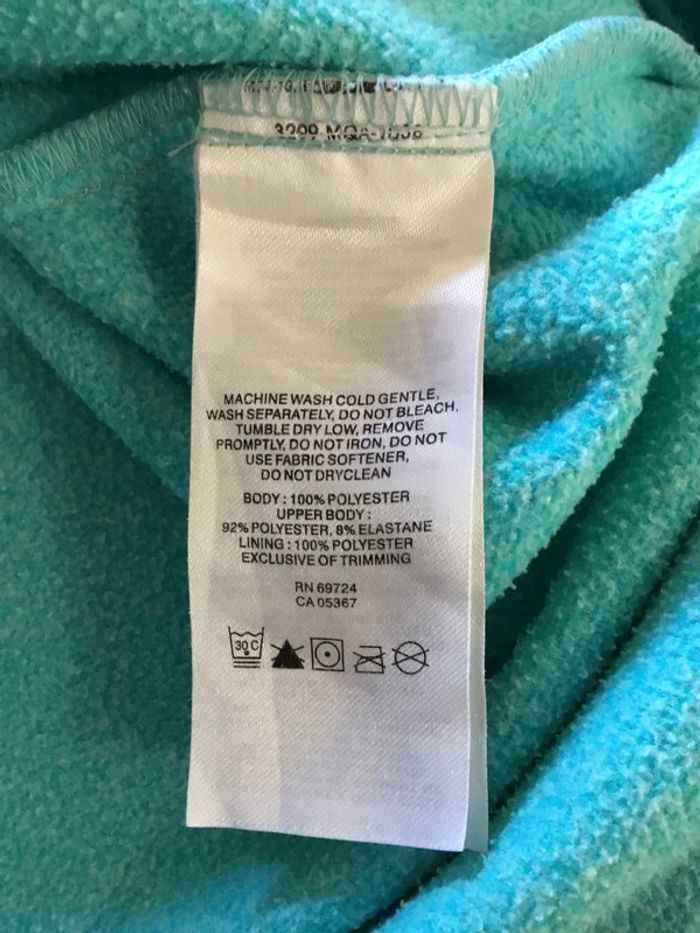 MACHINE WASH COLD GENTLE,
WASH SEPARATELY, DO NOT BLEACH,
TUMBLE DRY LOW, REMOVE
PROMPTLY, DO NOT IRON, DO NOT
USE FABRIC SOFTENER,
DO NOT DRYCLEAN
BODY : 100% POLYESTER
UPPER BODY :
92% POLYESTER, 8% ELASTANE
LINING : 100% POLYESTER
EXCLUSIVE OF TRIMMING
RN 69724
CA 05367
30 C